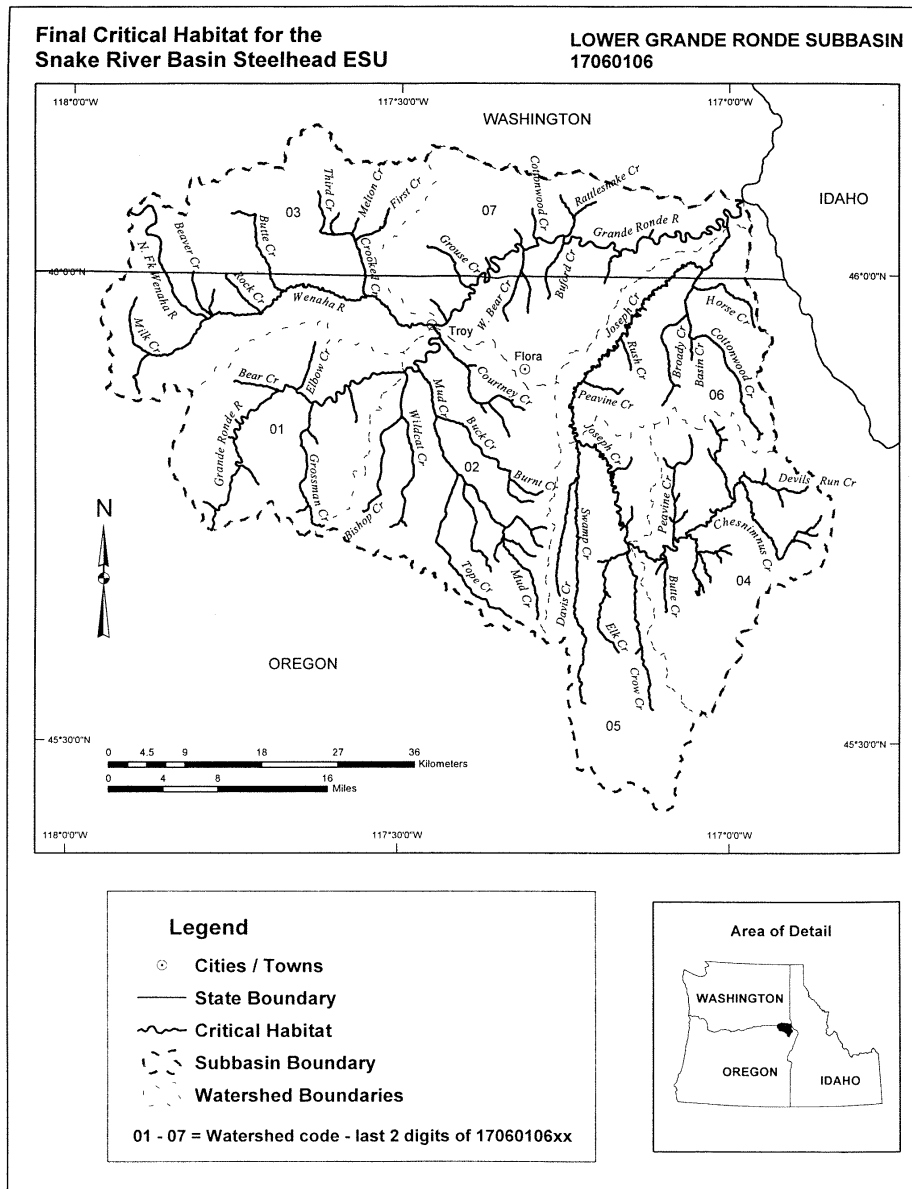 Final Critical Habitat for the
Snake River Basin Steelhead ESU
LOWER GRANDE RONDE SUBBASIN
17060106
118°0'0"W
117°30'0"W
117°0'0"W
WASHINGTON
IDAHO
OREGON
46°0'0"N
46°0'0"N
45°30'0"N
45°30'0"N
118°0'0"W
117°30'0"W
117°0'0"W
03
07
Third Cr
Melton Cr
First Cr
Cottonwood Cr
Rattlesnake Cr
Grande Ronde R
N. Fk Wenaha R
Beaver Cr
Butte Cr
Crooked Cr
Grouse Cr
Rock Cr
Wenaha R
W. Bear Cr
Buford Cr
Milk Cr
Troy
Flora
Joseph Cr
Horse Cr
Rush Cr
Broady Cr
Basin Cr
Cottonwood Cr
06
Bear Cr
Elbow Cr
Courtney Cr
Peavine Cr
Grande Ronde R
01
Grossman Cr
Mud Cr
Buck Cr
Wildcat Cr
02
Burnt Cr
Bishop Cr
Joseph Cr
Swamp Cr
Peavine Cr
Devils Run Cr
Chesnimnus Cr
04
Tope Cr
Mud Cr
Davis Cr
Butte Cr
Elk Cr
Crow Cr
05
N
0 4.5 9 18 27 36
Kilometers
0 4 8 16
Miles
Legend
Cities / Towns
State Boundary
Critical Habitat
Subbasin Boundary
Watershed Boundaries
01 - 07 = Watershed code - last 2 digits of 17060106xx
Area of Detail
WASHINGTON
OREGON
IDAHO